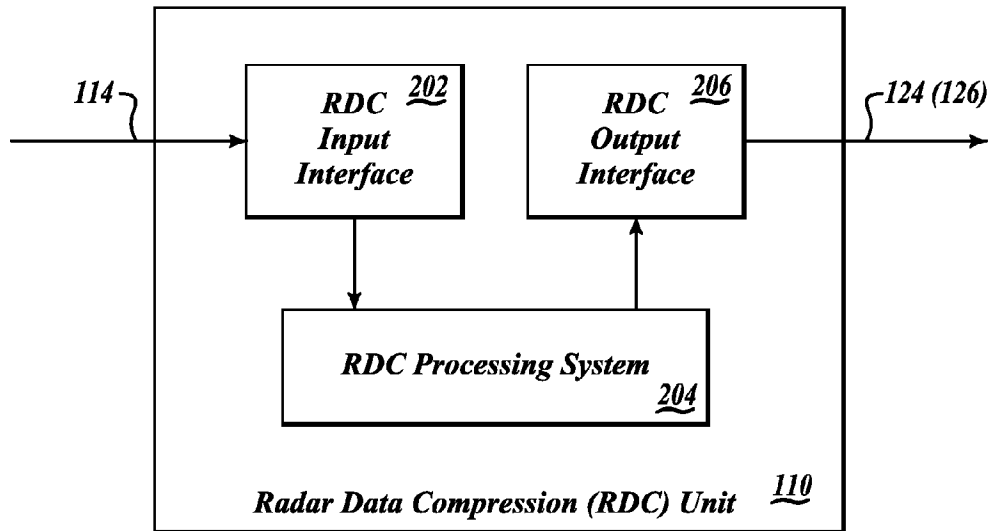 114
202
RDC
Input
Interface
206
RDC
Output
Interface
124 (126)
RDC Processing System
204
Radar Data Compression (RDC) Unit
110